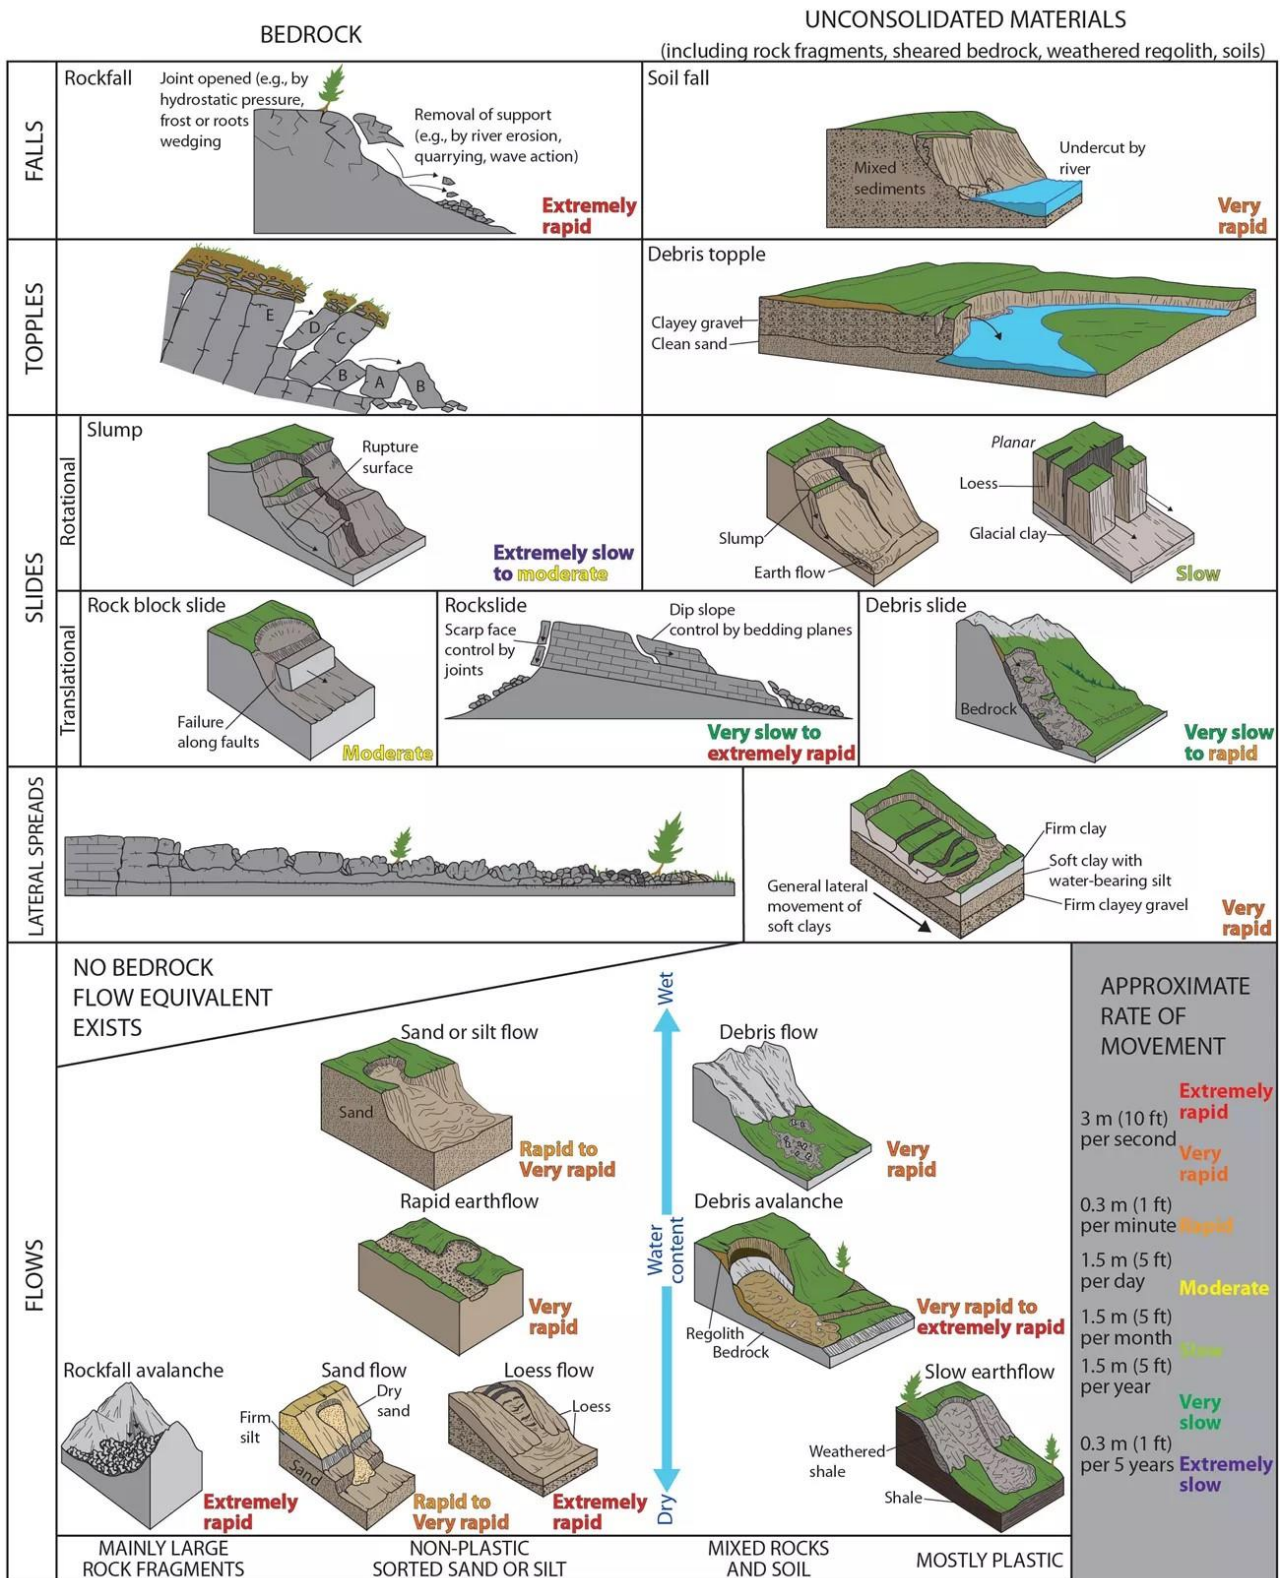 BEDROCK
UNCONSOLIDATED MATERIALS
(including rock fragments, sheared bedrock, weathered regolith, soils)
FALLS
Rockfall
Joint opened (e.g., by
hydrostatic pressure,
frost or roots
wedging
Removal of support
(e.g., by river erosion,
quarrying, wave action)
Extremely
rapid
Soil fall
Mixed
sediments
Undercut by
river
Very
rapid
TOPPLES
E
D
C
B
A
B
Debris topple
Clayey gravel
Clean sand
SLIDES
Rotational
Slump
Rupture
surface
Extremely slow
to moderate
Slump
Earth flow
Planar
Loess
Glacial clay
Slow
Translational
Rock block slide
Failure
along faults
Moderate
Rockslide
Scarp face
control by
joints
Dip slope
control by bedding planes
Very slow to
extremely rapid
Debris slide
Bedrock
Very slow
to rapid
LATERAL SPREADS
General lateral
movement of
soft clays
Firm clay
Soft clay with
water-bearing silt
Firm clayey gravel
Very
rapid
FLOWS
NO BEDROCK
FLOW EQUIVALENT
EXISTS
Wet
Water
content
Dry
Sand or silt flow
Sand
Rapid to
Very rapid
Debris flow
Very
rapid
Rapid earthflow
Very
rapid
Debris avalanche
Regolith
Bedrock
Very rapid to
extremely rapid
Rockfall avalanche
Extremely
rapid
Sand flow
Firm
silt
Dry
sand
Sand
Rapid to
Very rapid
Loess flow
Loess
Extremely
rapid
Slow earthflow
Weathered
shale
Shale
MAINLY LARGE
ROCK FRAGMENTS
NON-PLASTIC
SORTED SAND OR SILT
MIXED ROCKS
AND SOIL
MOSTLY PLASTIC
APPROXIMATE
RATE OF
MOVEMENT
Extremely
rapid
3 m (10 ft)
per second
Very
rapid
0.3 m (1 ft)
per minute
Rapid
1.5 m (5 ft)
per day
Moderate
1.5 m (5 ft)
per month
Slow
1.5 m (5 ft)
per year
Very
slow
0.3 m (1 ft)
per 5 years
Extremely
slow